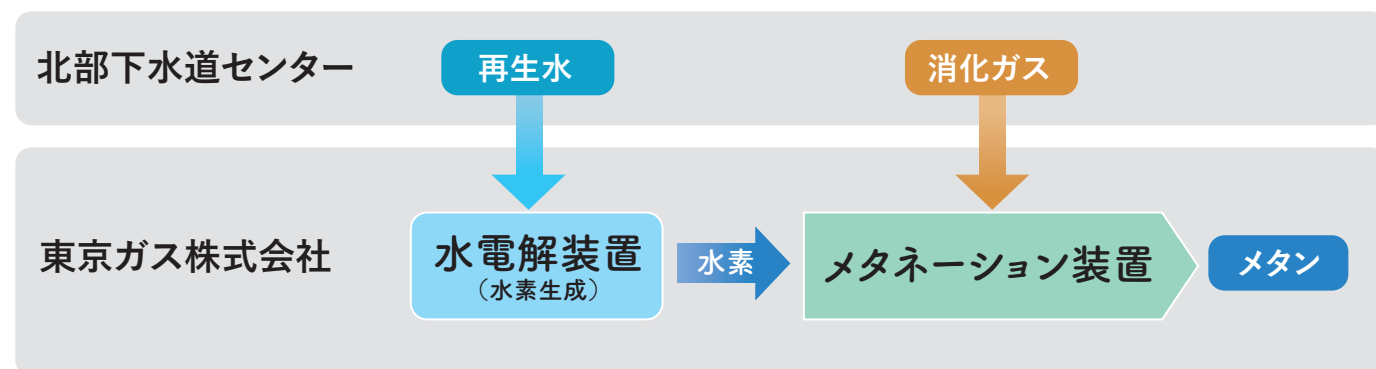 北部下水道センター
再生水
消化ガス
東京ガス株式会社
水電解装置
（水素生成）
水素
メタネーション装置
メタン